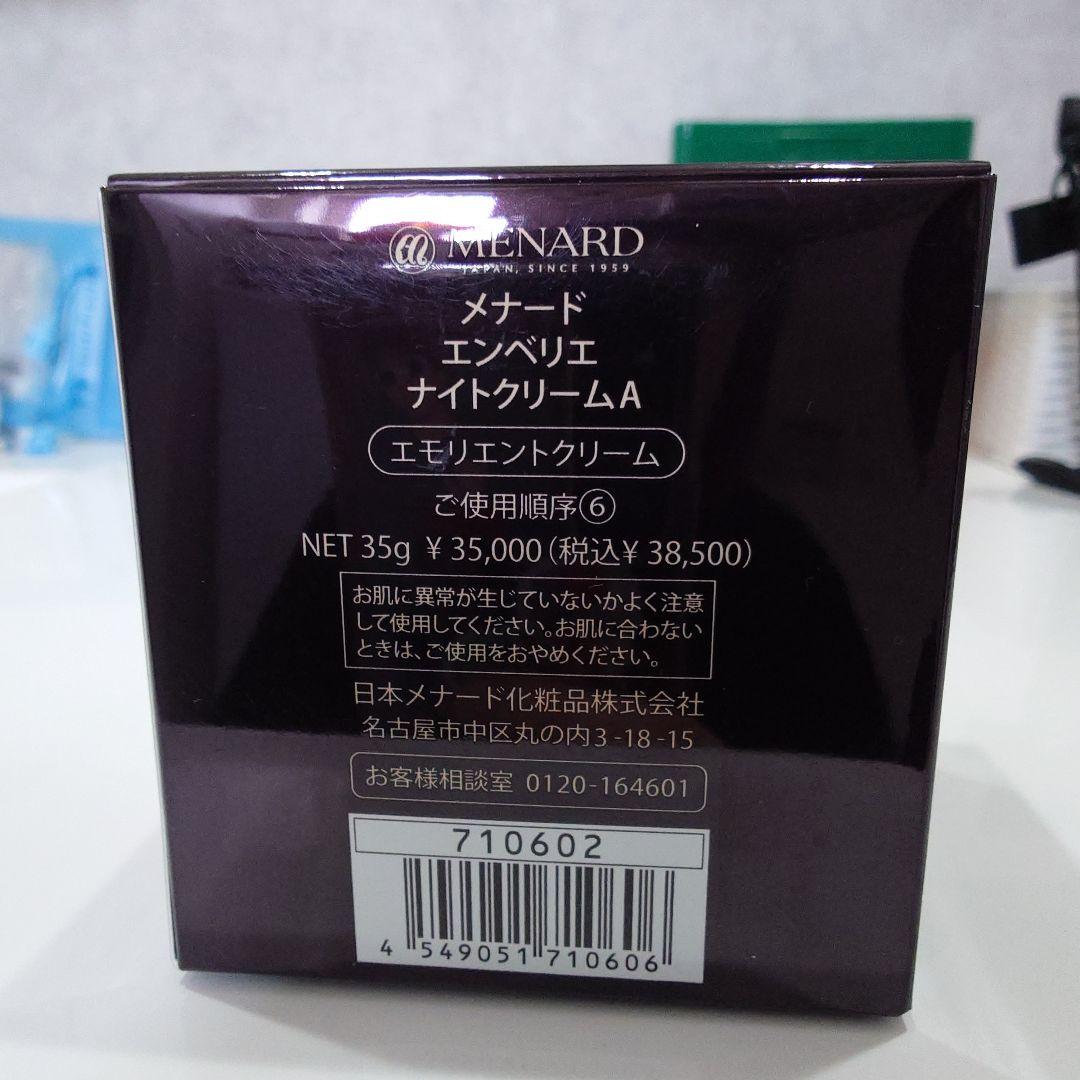 MENARD
JAPAN, SINCE 1959
メナード
エンベリエ
ナイトクリームA
エモリエントクリーム
ご使用順序⑥
NET 35g ¥35,000(税込¥38,500)
お肌に異常が生じていないかよく注意
して使用してください。お肌に合わない
ときは、ご使用をおやめください。
日本メナード化粧品株式会社
名古屋市中区丸の内3-18-15
お客様相談室 0120-164601
710602
4 549051 710606